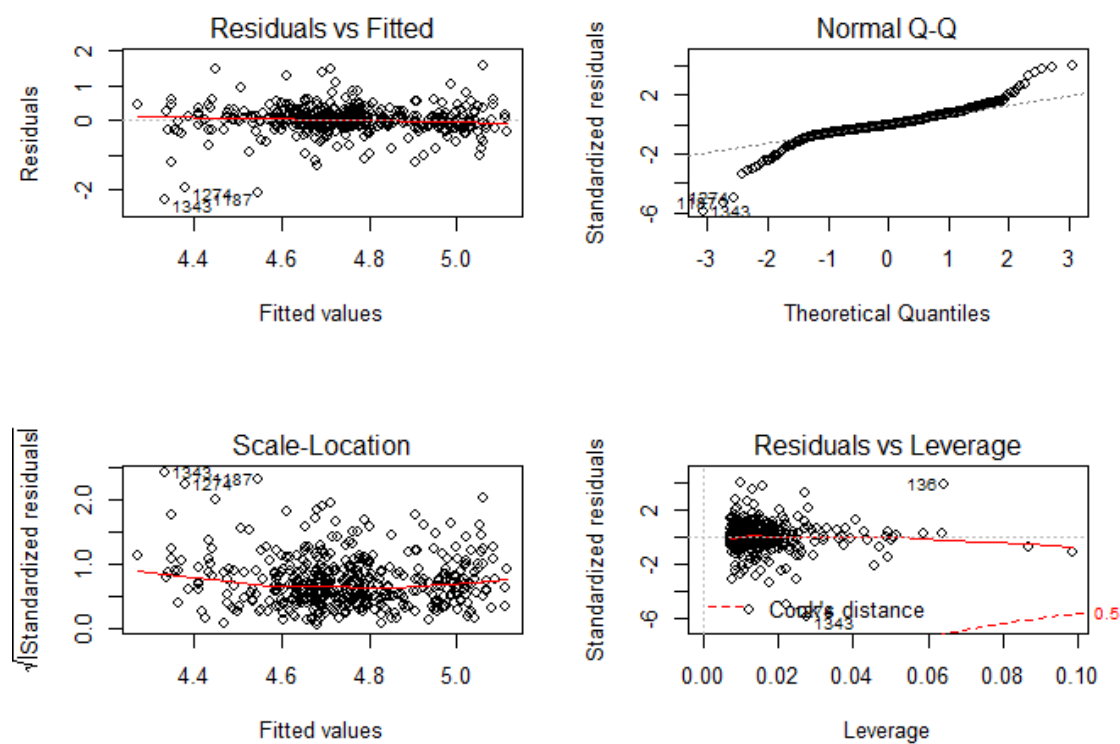 Residuals vs Fitted
Residuals
2
1
0
-2
1274
1187
1343
4.4 4.6 4.8 5.0
Fitted values
Normal Q-Q
Standardized residuals
2
-2
-6
1274
1187
1343
-3 -2 -1 0 1 2 3
Theoretical Quantiles
Scale-Location
√|Standardized residuals|
2.0
1.0
0.0
1343
1187
1274
4.4 4.6 4.8 5.0
Fitted values
Residuals vs Leverage
Standardized residuals
2
-2
-6
136
Cook's distance
1343
0.5
0.00 0.02 0.04 0.06 0.08 0.10
Leverage